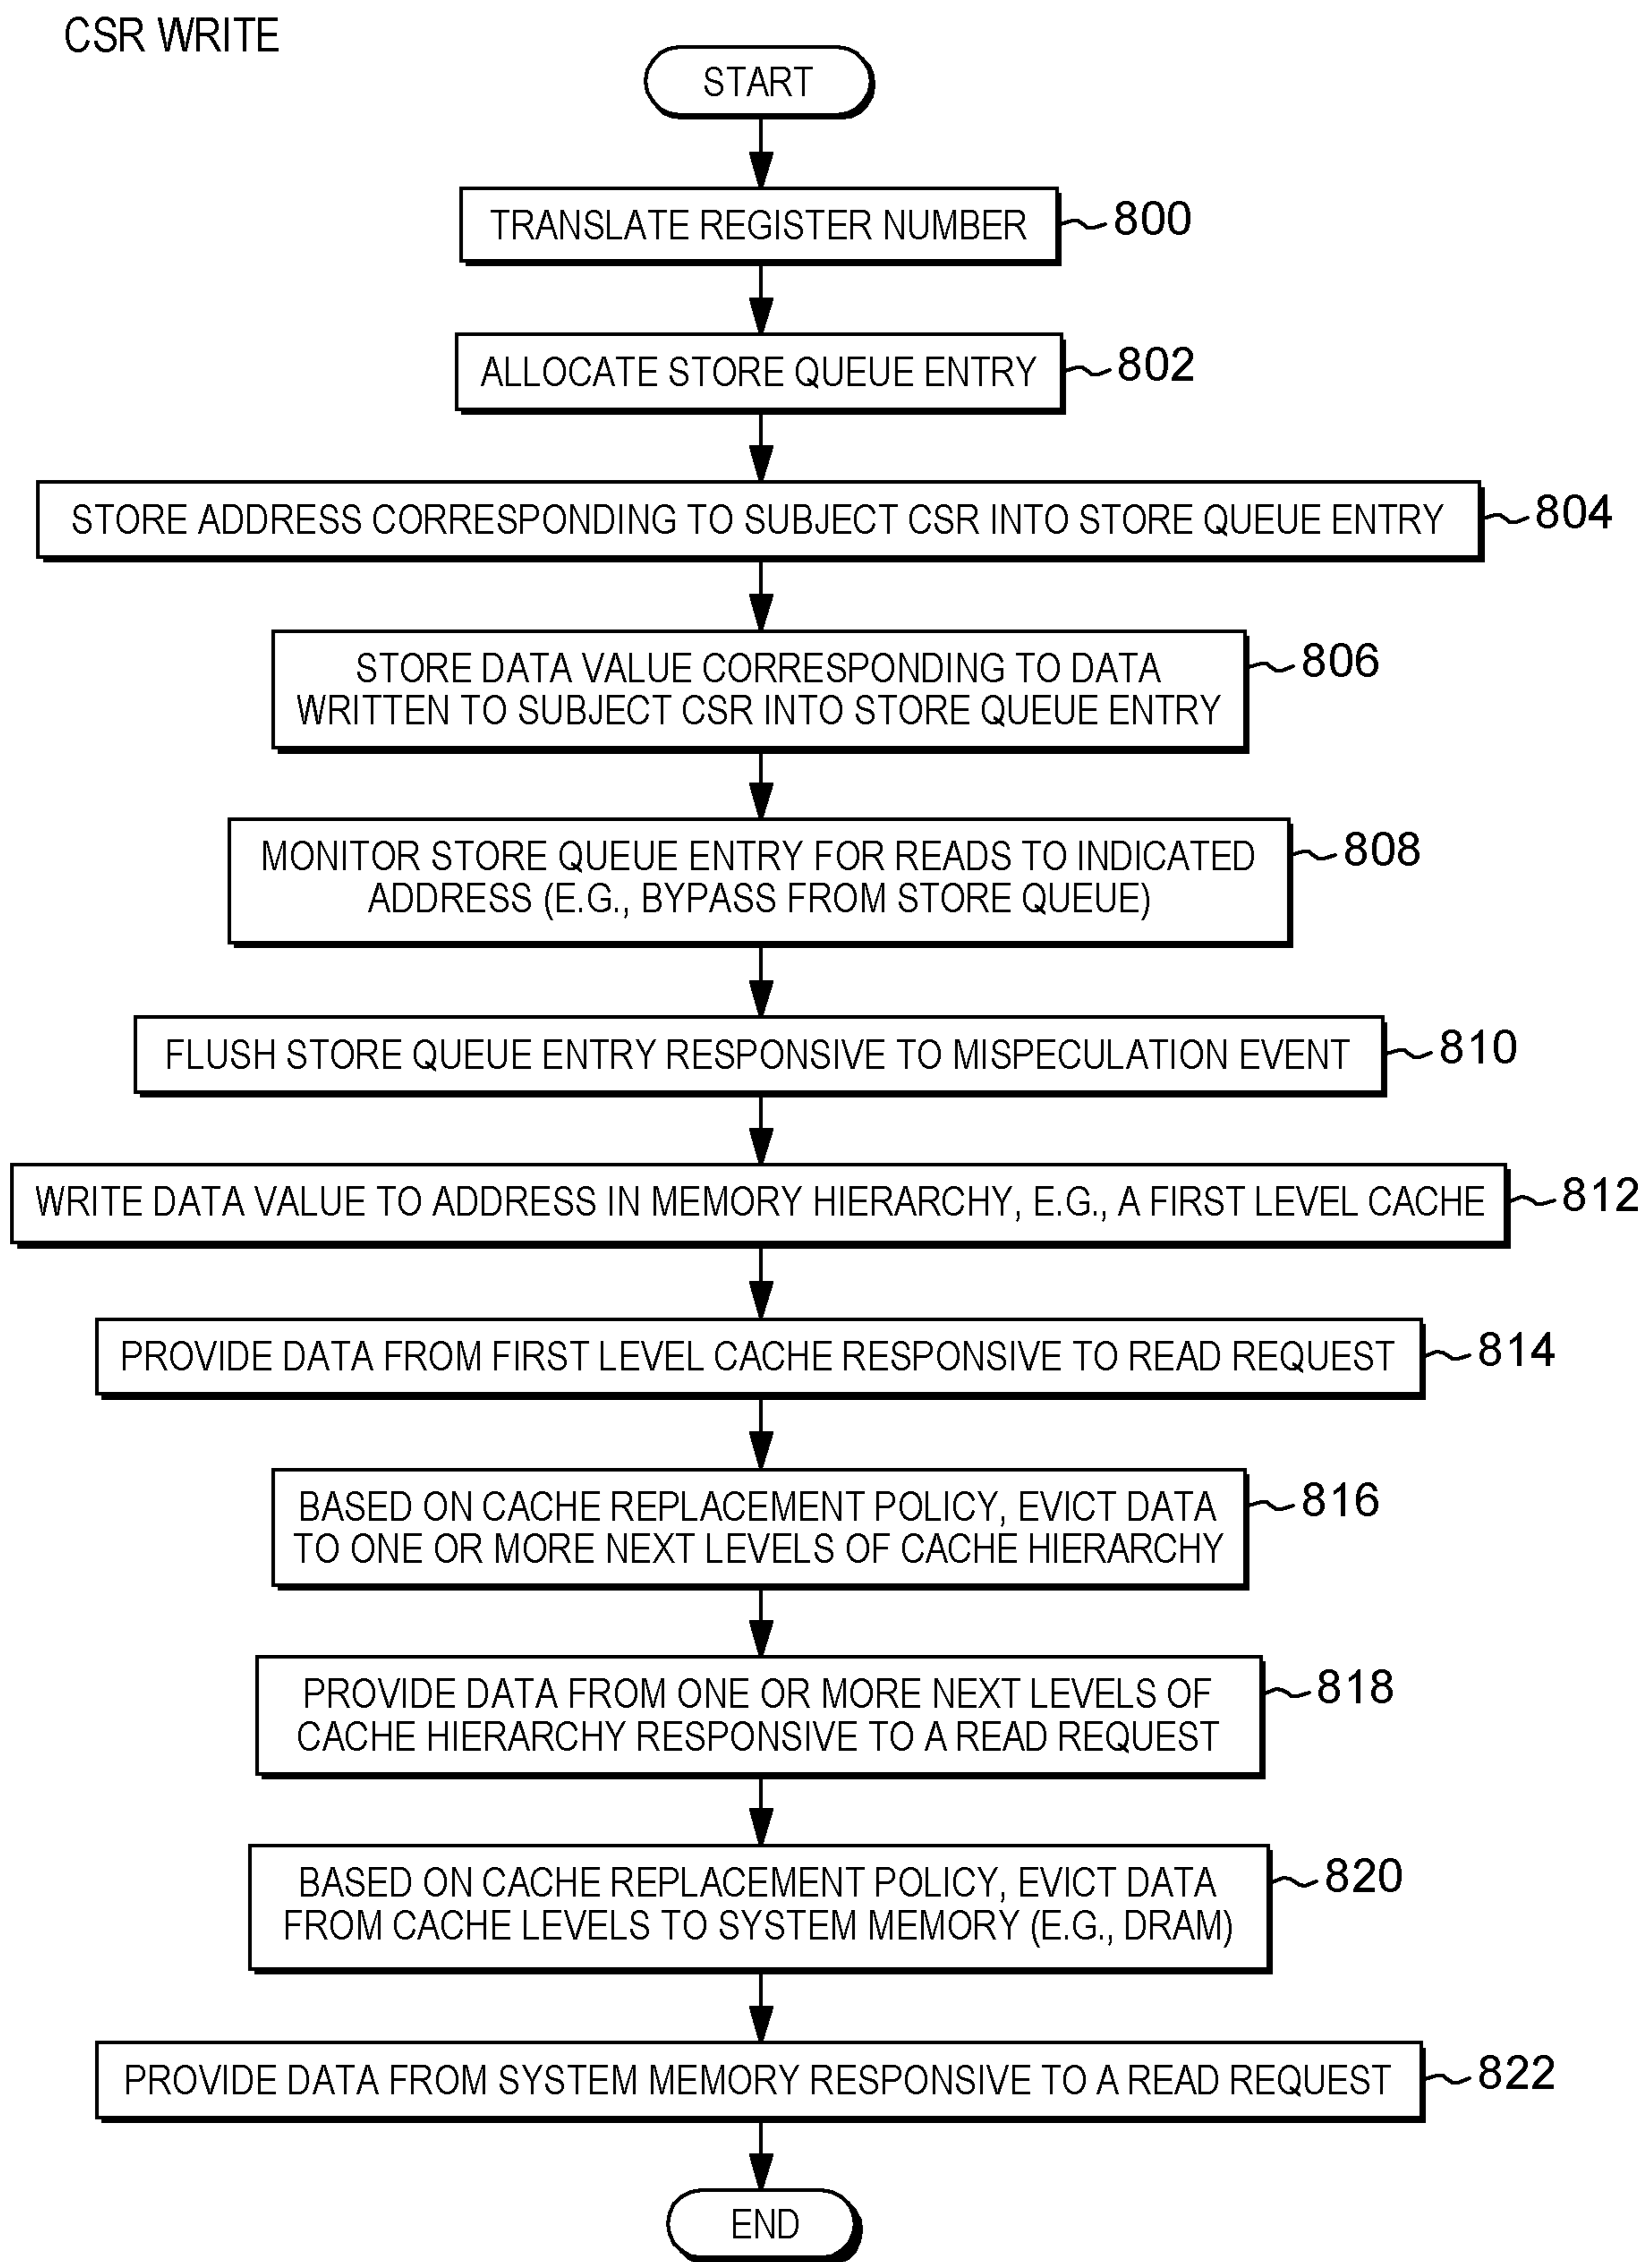 CSR WRITE
START
TRANSLATE REGISTER NUMBER
800
ALLOCATE STORE QUEUE ENTRY
802
STORE ADDRESS CORRESPONDING TO SUBJECT CSR INTO STORE QUEUE ENTRY
804
STORE DATA VALUE CORRESPONDING TO DATA
WRITTEN TO SUBJECT CSR INTO STORE QUEUE ENTRY
806
MONITOR STORE QUEUE ENTRY FOR READS TO INDICATED
ADDRESS (E.G., BYPASS FROM STORE QUEUE)
808
FLUSH STORE QUEUE ENTRY RESPONSIVE TO MISPECULATION EVENT
810
WRITE DATA VALUE TO ADDRESS IN MEMORY HIERARCHY, E.G., A FIRST LEVEL CACHE
812
PROVIDE DATA FROM FIRST LEVEL CACHE RESPONSIVE TO READ REQUEST
814
BASED ON CACHE REPLACEMENT POLICY, EVICT DATA
TO ONE OR MORE NEXT LEVELS OF CACHE HIERARCHY
816
PROVIDE DATA FROM ONE OR MORE NEXT LEVELS OF
CACHE HIERARCHY RESPONSIVE TO A READ REQUEST
818
BASED ON CACHE REPLACEMENT POLICY, EVICT DATA
FROM CACHE LEVELS TO SYSTEM MEMORY (E.G., DRAM)
820
PROVIDE DATA FROM SYSTEM MEMORY RESPONSIVE TO A READ REQUEST
822
END